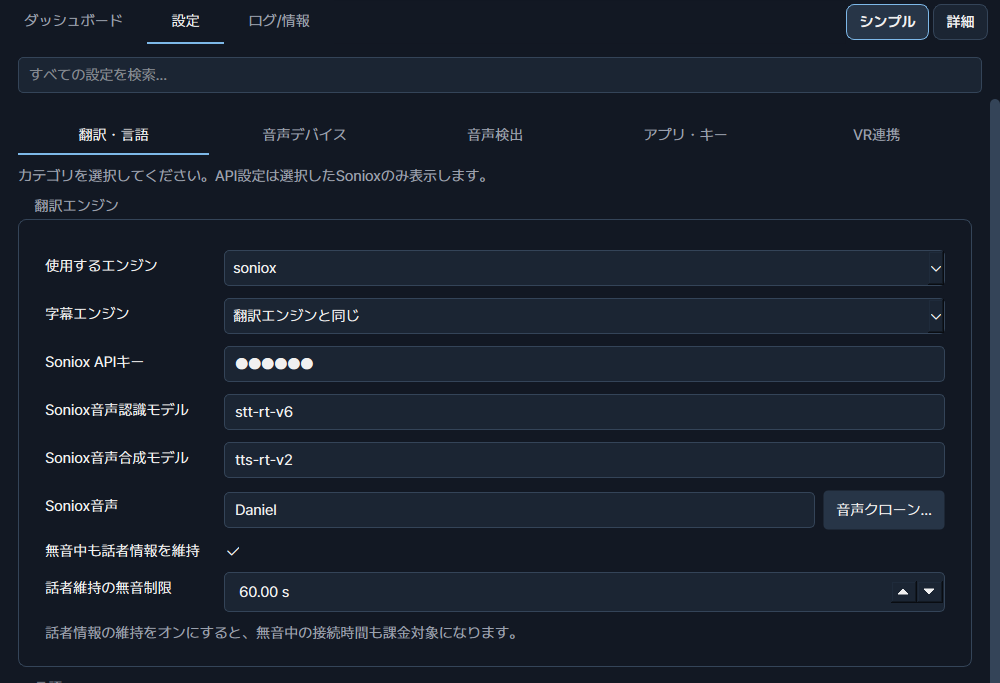 ダッシュボード 設定 ログ/情報 シンプル 詳細
すべての設定を検索...
翻訳・言語 音声デバイス 音声検出 アプリ・キー VR連携
カテゴリを選択してください。API設定は選択したSonioxのみ表示します。
翻訳エンジン
使用するエンジン soniox
字幕エンジン 翻訳エンジンと同じ
Soniox APIキー ●●●●●●
Soniox音声認識モデル stt-rt-v6
Soniox音声合成モデル tts-rt-v2
Soniox音声 Daniel 音声クローン...
無音中も話者情報を維持
話者維持の無音制限 60.00 s
話者情報の維持をオンにすると、無音中の接続時間も課金対象になります。